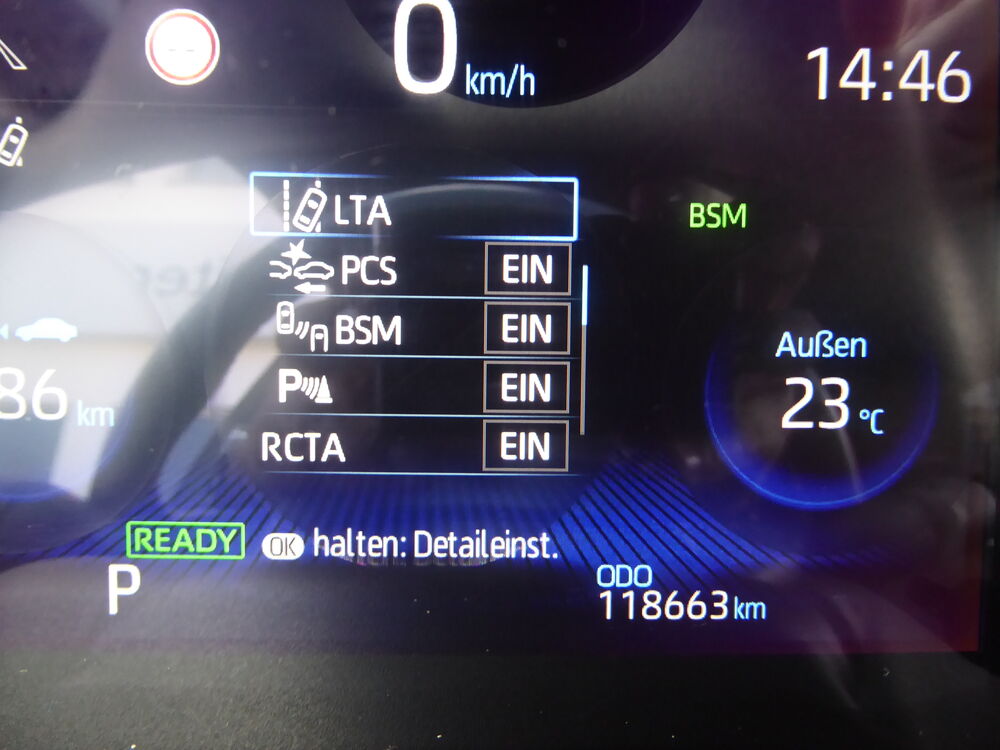 0 km/h
14:46
LTA
BSM
PCS EIN
BSM EIN
P EIN
RCTA EIN
Außen
23 °C
86 km
READY
OK halten: Detaileinst.
P
ODO
118663 km